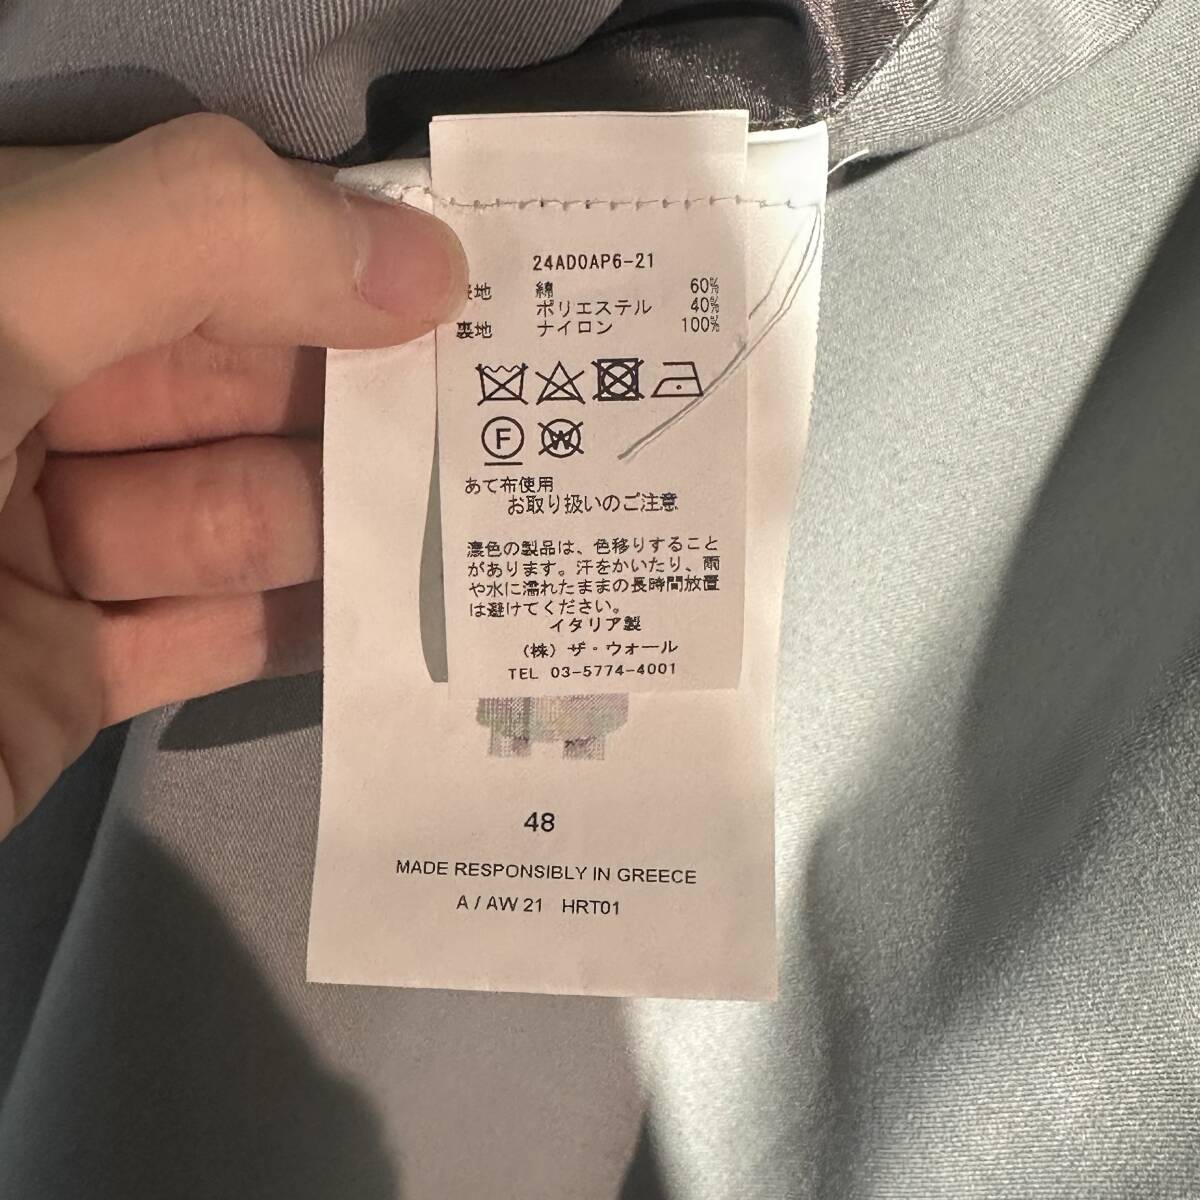 24AD0AP6-21
地 綿 60%
ポリエステル 40%
裏地 ナイロン 100%
F W
あて布使用
お取り扱いのご注意
濃色の製品は、色移りすること
があります。汗をかいたり、雨
や水に濡れたままの長時間放置
は避けてください。
イタリア製
(株) ザ・ウォール
TEL 03-5774-4001
48
MADE RESPONSIBLY IN GREECE
A / AW 21 HRT01